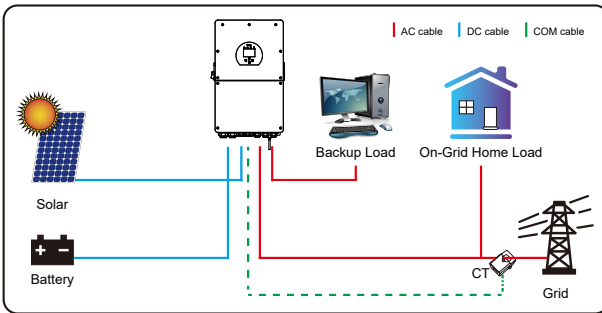 AC cable
DC cable
COM cable
Backup Load
On-Grid Home Load
Solar
Battery
CT
Grid